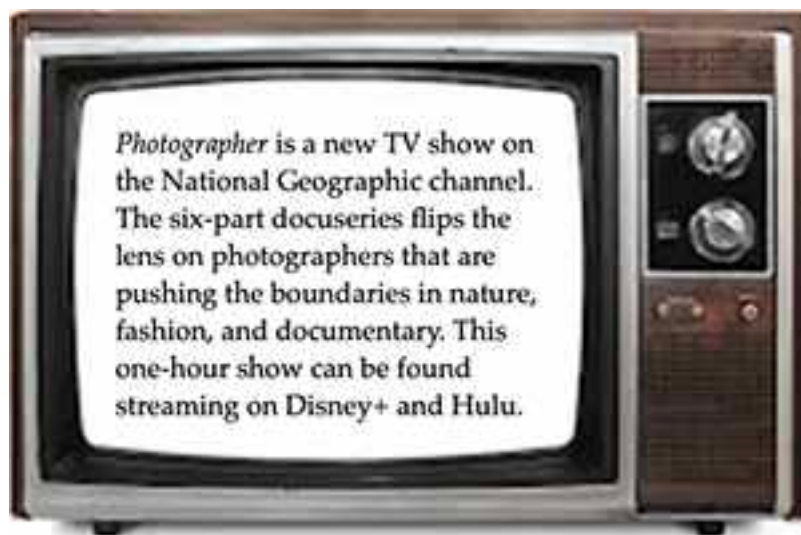 Photographer is a new TV show on
the National Geographic channel.
The six-part docuseries flips the
lens on photographers that are
pushing the boundaries in nature,
fashion, and documentary. This
one-hour show can be found
streaming on Disney+ and Hulu.